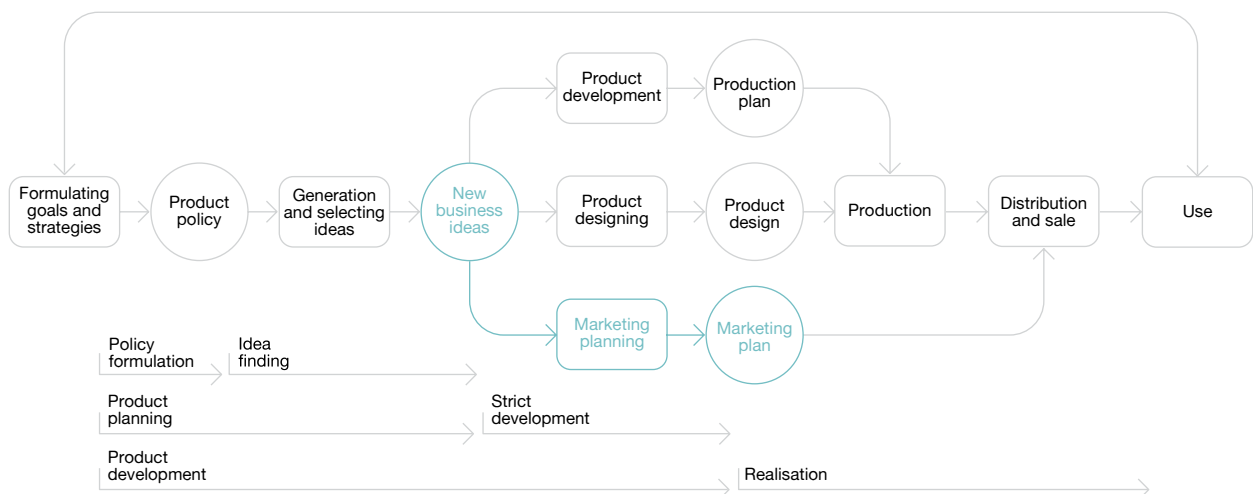 Product
development
Production
plan
Formulating
goals and
strategies
Product
policy
Generation
and selecting
ideas
New
business
ideas
Product
designing
Product
design
Production
Distribution
and sale
Use
Marketing
planning
Marketing
plan
Policy
formulation
Idea
finding
Product
planning
Strict
development
Product
development
Realisation